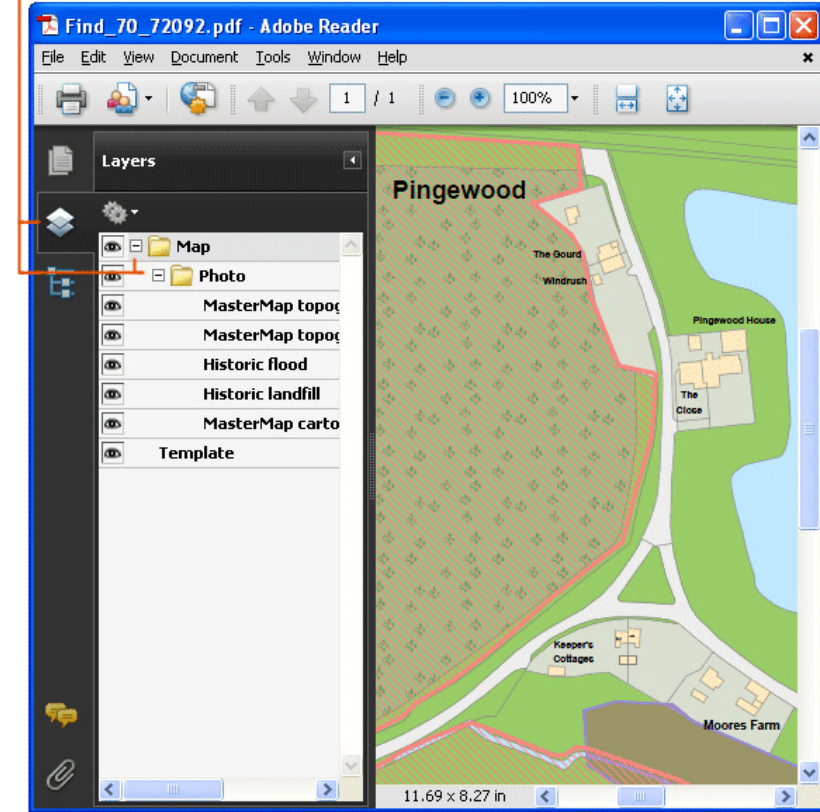 Find_70_72092.pdf - Adobe Reader
File Edit View Document Tools Window Help
1 / 1 100%
Layers
Map
Photo
MasterMap topog
MasterMap topog
Historic flood
Historic landfill
MasterMap carto
Template
Pingewood
The Gourd
Windrush
Pingewood House
The
Close
Keeper's
Cottages
Moores Farm
11.69 x 8.27 in